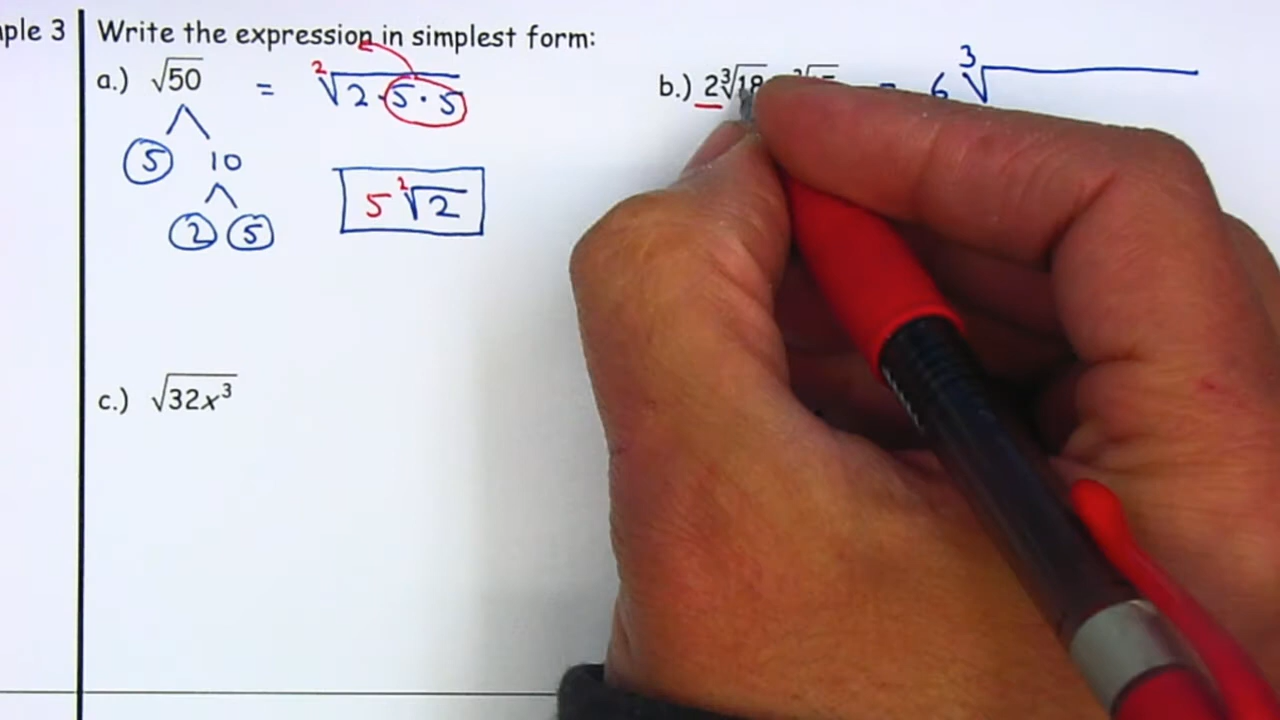 ple 3 Write the expression in simplest form:
a.) √50 = ²√2 · 5 · 5
5 10
2 5
5 ²√2
b.) 2∛18 = 6 ∛
c.) √32x³